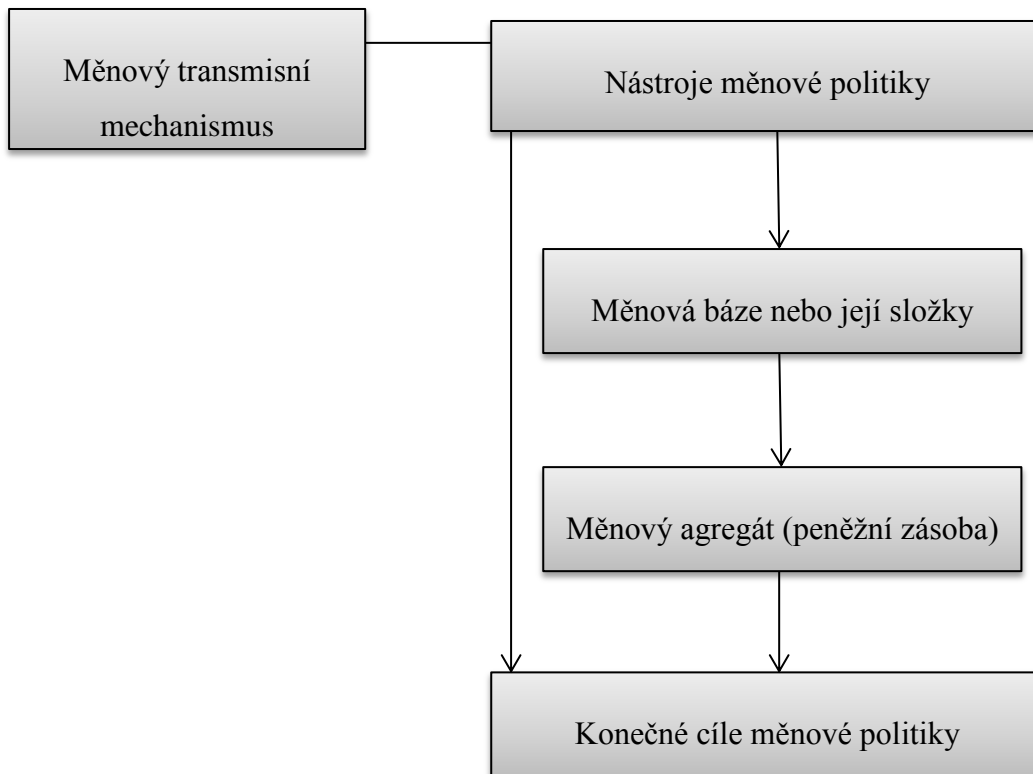 Měnový transmisní
mechanismus
Nástroje měnové politiky
Měnová báze nebo její složky
Měnový agregát (peněžní zásoba)
Konečné cíle měnové politiky